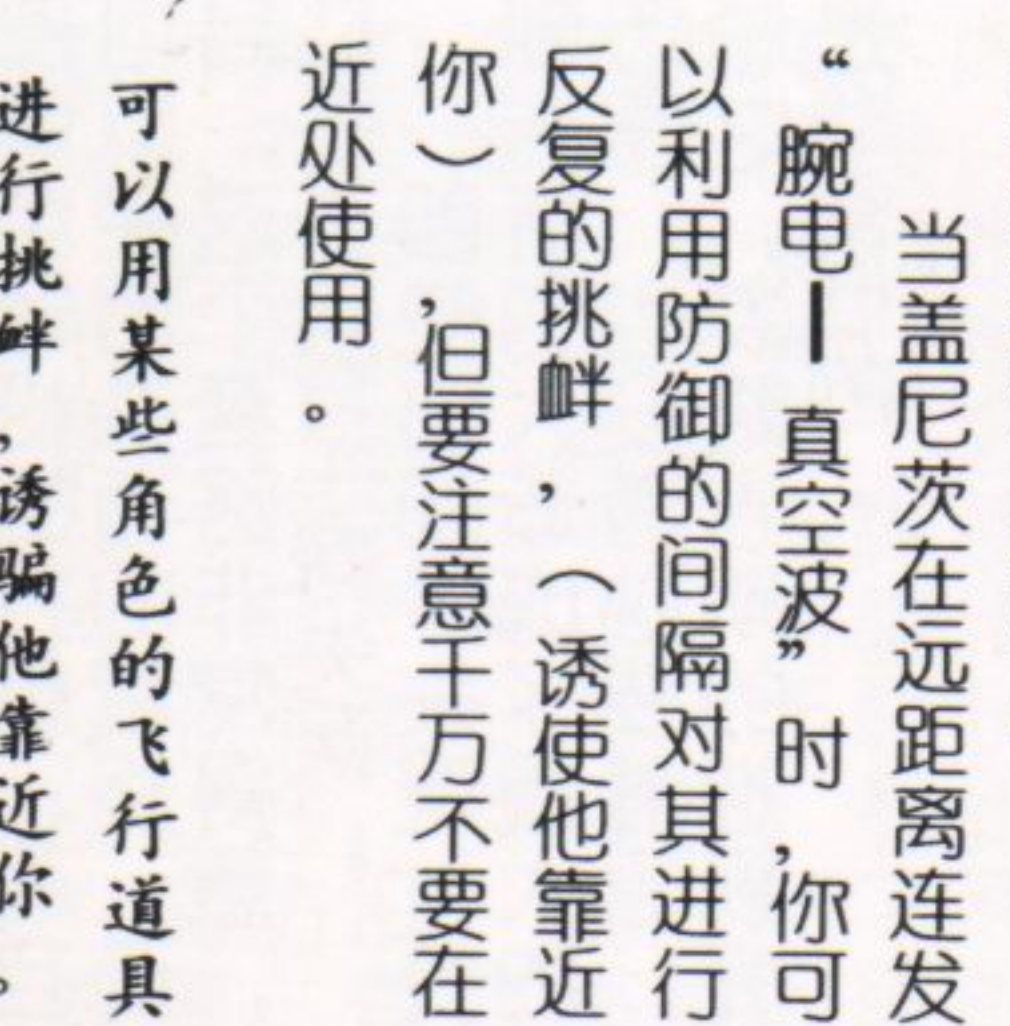 当盖尼茨在远距离连发
“腕电━真空波”时,你可
以利用防御的间隔对其进行
反复的挑衅,(诱使他靠近
你),但要注意千万不要在
近处使用。
可以用某些角色的飞行道具
进行挑衅,诱骗他靠近你。